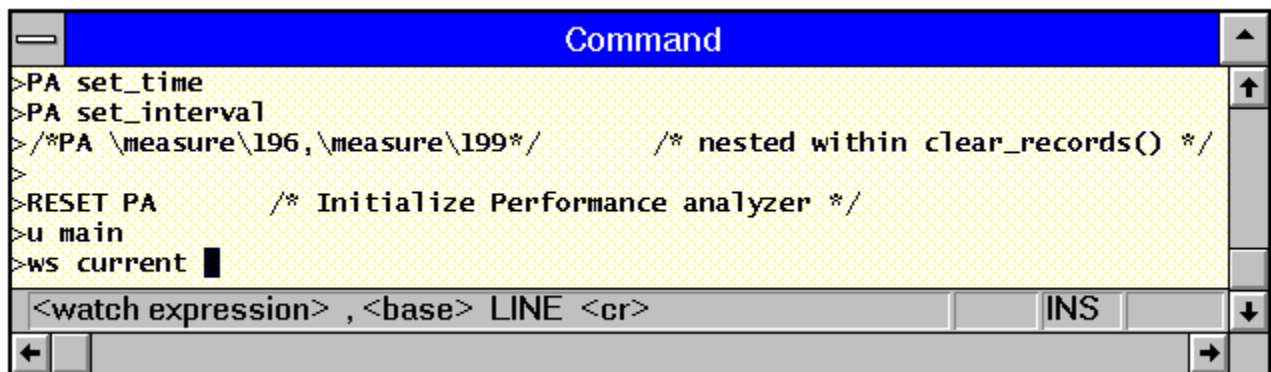 Command
>PA set_time
>PA set_interval
>/*PA \measure\196,\measure\199*/        /* nested within clear_records() */
>
>RESET PA        /* Initialize Performance analyzer */
>u main
>ws current
<watch expression> , <base> LINE <cr>
INS